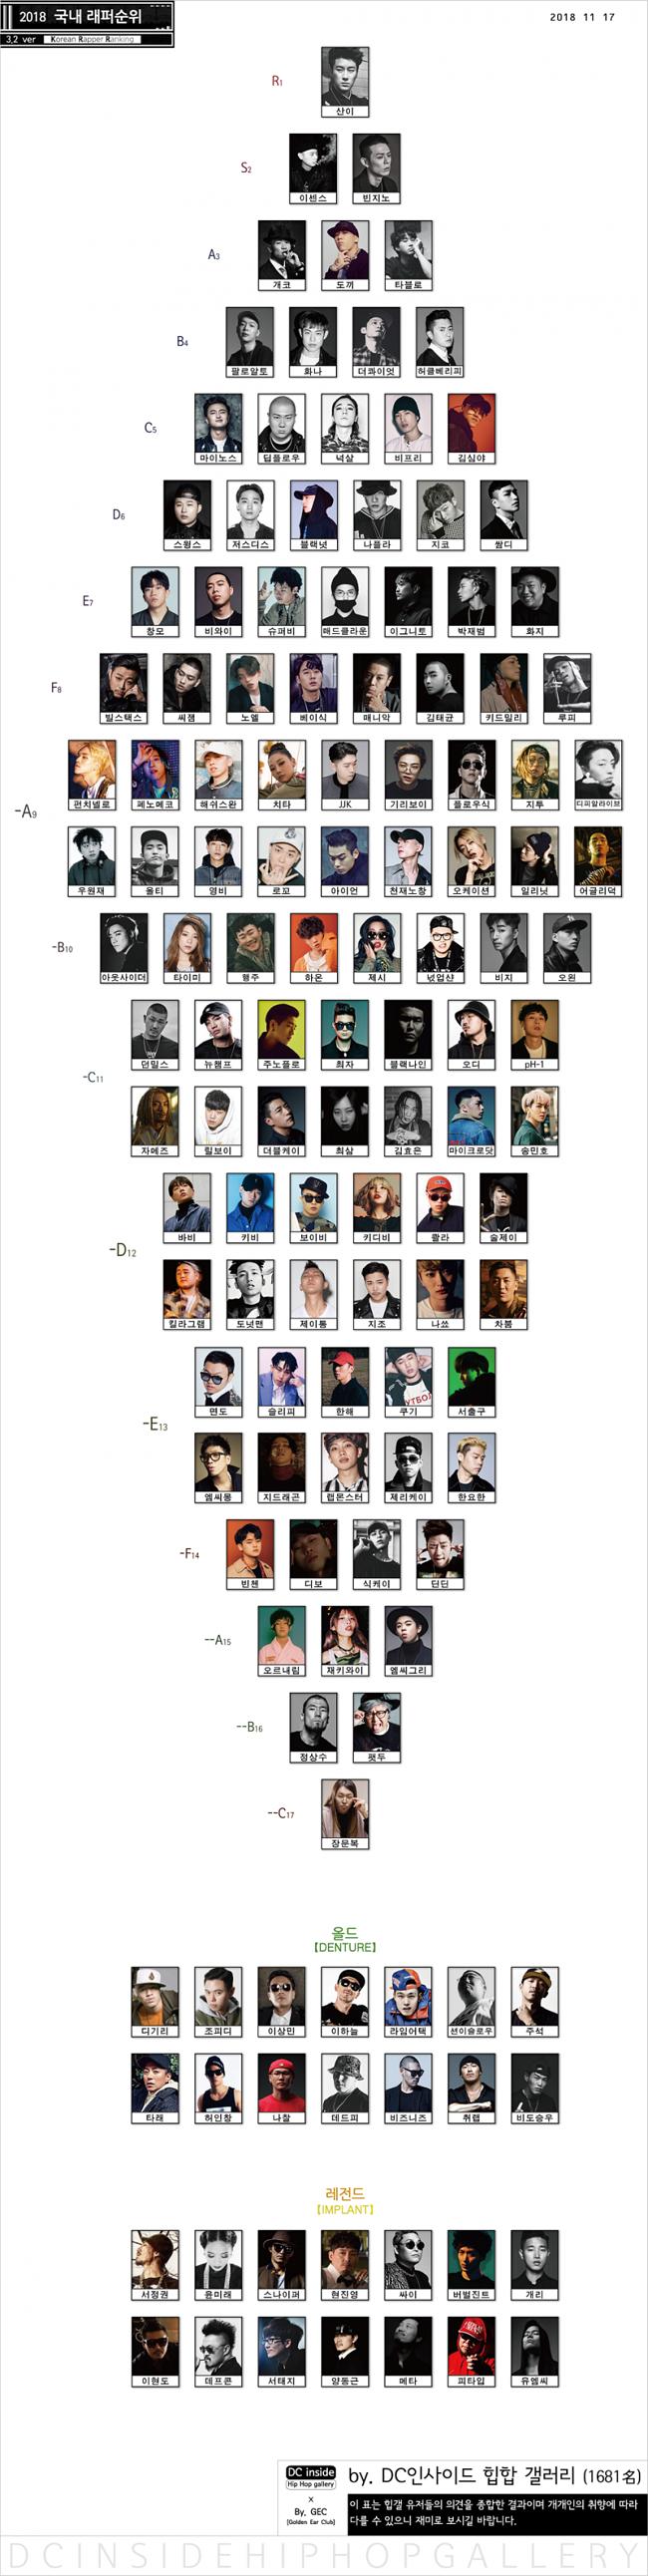 2018 국내 래퍼순위
2018 11 17
3.2 ver Korean Rapper Ranking
R1
산이
S2
이센스 빈지노
A3
개코 도끼 타블로
B4
팔로알토 화나 더콰이엇 허클베리피
C5
마이노스 딥플로우 넉살 비프리 김심야
D6
스윙스 저스디스 블랙넛 나플라 지코 쌈디
E7
창모 비와이 슈퍼비 매드클라운 이그니토 박재범 화지
F8
빌스택스 씨잼 노엘 베이식 매니악 김태균 키드밀리 루피
-A9
펀치넬로 페노메코 해쉬스완 치타 JJK 기리보이 플로우식 지투 디피알라이브
우원재 올티 영비 로꼬 아이언 천재노창 오케이션 일리닛 어글리덕
-B10
아웃사이더 타이미 행주 하온 제시 넋업샨 비지 오왼
-C11
던밀스 뉴챔프 주노플로 최자 블랙나인 오디 pH-1
자메즈 릴보이 더블케이 최삼 김효은 마이크로닷 송민호
-D12
바비 키비 보이비 키디비 콸라 술제이
킬라그램 도넛맨 제이통 지조 나쑈 차붐
-E13
면도 슬리피 한해 쿠기 서출구
엠씨몽 지드래곤 랩몬스터 제리케이 한요한
-F14
빈첸 디보 식케이 딘딘
--A15
오르내림 재키와이 엠씨그리
--B16
정상수 팻두
--C17
장문복
올드
[DENTURE]
디기리 조피디 이상민 이하늘 라임어택 션이슬로우 주석
타래 허인창 나찰 데드피 비즈니즈 취랩 비도승우
레전드
[IMPLANT]
서정권 윤미래 스나이퍼 현진영 싸이 버벌진트 개리
이현도 데프콘 서태지 양동근 메타 피타입 유엠씨
DC inside
Hip Hop gallery
x
By, GEC
[Golden Ear Club]
by. DC인사이드 힙합 갤러리 (1681名)
이 표는 힙갤 유저들의 의견을 종합한 결과이며 개개인의 취향에 따라
다를 수 있으니 재미로 보시길 바랍니다.
DCINSIDEHIPHOPGALLERY